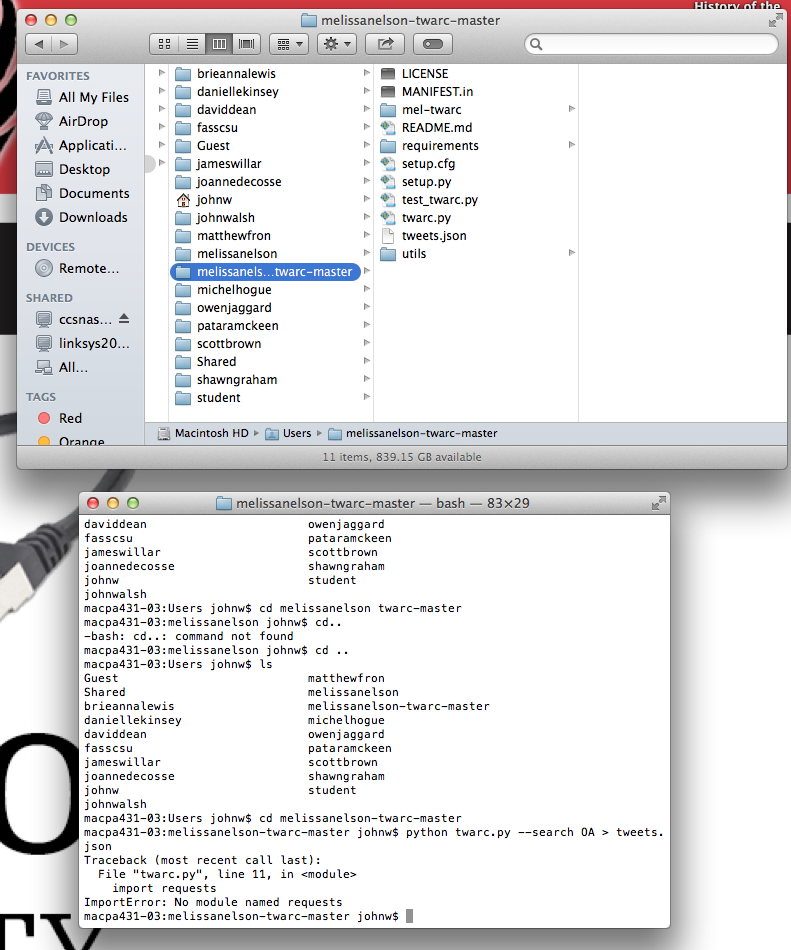 History of the
melissanelson-twarc-master
FAVORITES
All My Files
AirDrop
Applicati...
Desktop
Documents
Downloads
DEVICES
Remote...
SHARED
ccsnas...
linksys20...
All...
TAGS
Red
Orange
brieannalewis
daniellekinsey
daviddean
fasscsu
Guest
jameswillar
joannedecosse
johnw
johnwalsh
matthewfron
melissanelson
melissanels...twarc-master
michelhogue
owenjaggard
pataramckeen
scottbrown
Shared
shawngraham
student
LICENSE
MANIFEST.in
mel-twarc
README.md
requirements
setup.cfg
setup.py
test_twarc.py
twarc.py
tweets.json
utils
Macintosh HD ▸ Users ▸ melissanelson-twarc-master
11 items, 839.15 GB available
melissanelson-twarc-master — bash — 83×29
daviddean owenjaggard
fasscsu pataramckeen
jameswillar scottbrown
joannedecosse shawngraham
johnw student
johnwalsh
macpa431-03:Users johnw$ cd melissanelson twarc-master
macpa431-03:melissanelson johnw$ cd..
-bash: cd..: command not found
macpa431-03:melissanelson johnw$ cd ..
macpa431-03:Users johnw$ ls
Guest matthewfron
Shared melissanelson
brieannalewis melissanelson-twarc-master
daniellekinsey michelhogue
daviddean owenjaggard
fasscsu pataramckeen
jameswillar scottbrown
joannedecosse shawngraham
johnw student
johnwalsh
macpa431-03:Users johnw$ cd melissanelson-twarc-master
macpa431-03:melissanelson-twarc-master johnw$ python twarc.py --search OA > tweets.
json
Traceback (most recent call last):
File "twarc.py", line 11, in <module>
import requests
ImportError: No module named requests
macpa431-03:melissanelson-twarc-master johnw$
O
TY